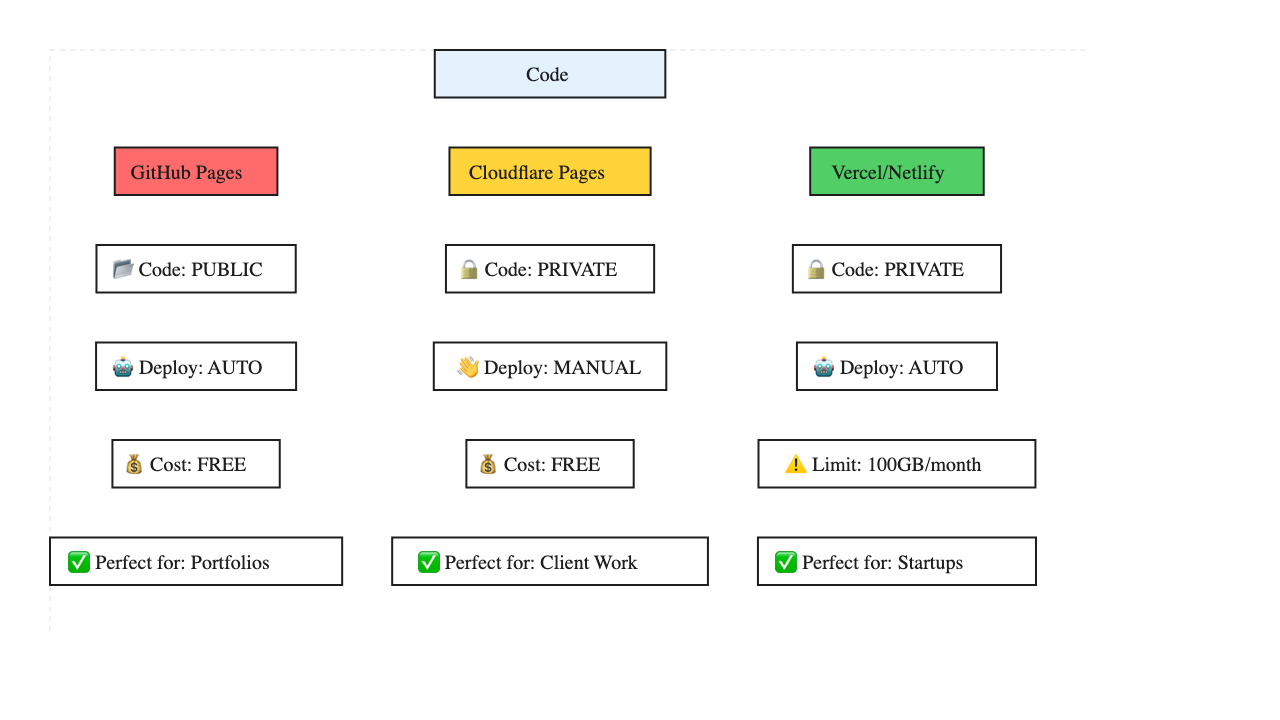 Code
GitHub Pages
Cloudflare Pages
Vercel/Netlify
📂 Code: PUBLIC
🔒 Code: PRIVATE
🔒 Code: PRIVATE
🤖 Deploy: AUTO
👋 Deploy: MANUAL
🤖 Deploy: AUTO
💰 Cost: FREE
💰 Cost: FREE
⚠️ Limit: 100GB/month
✅ Perfect for: Portfolios
✅ Perfect for: Client Work
✅ Perfect for: Startups